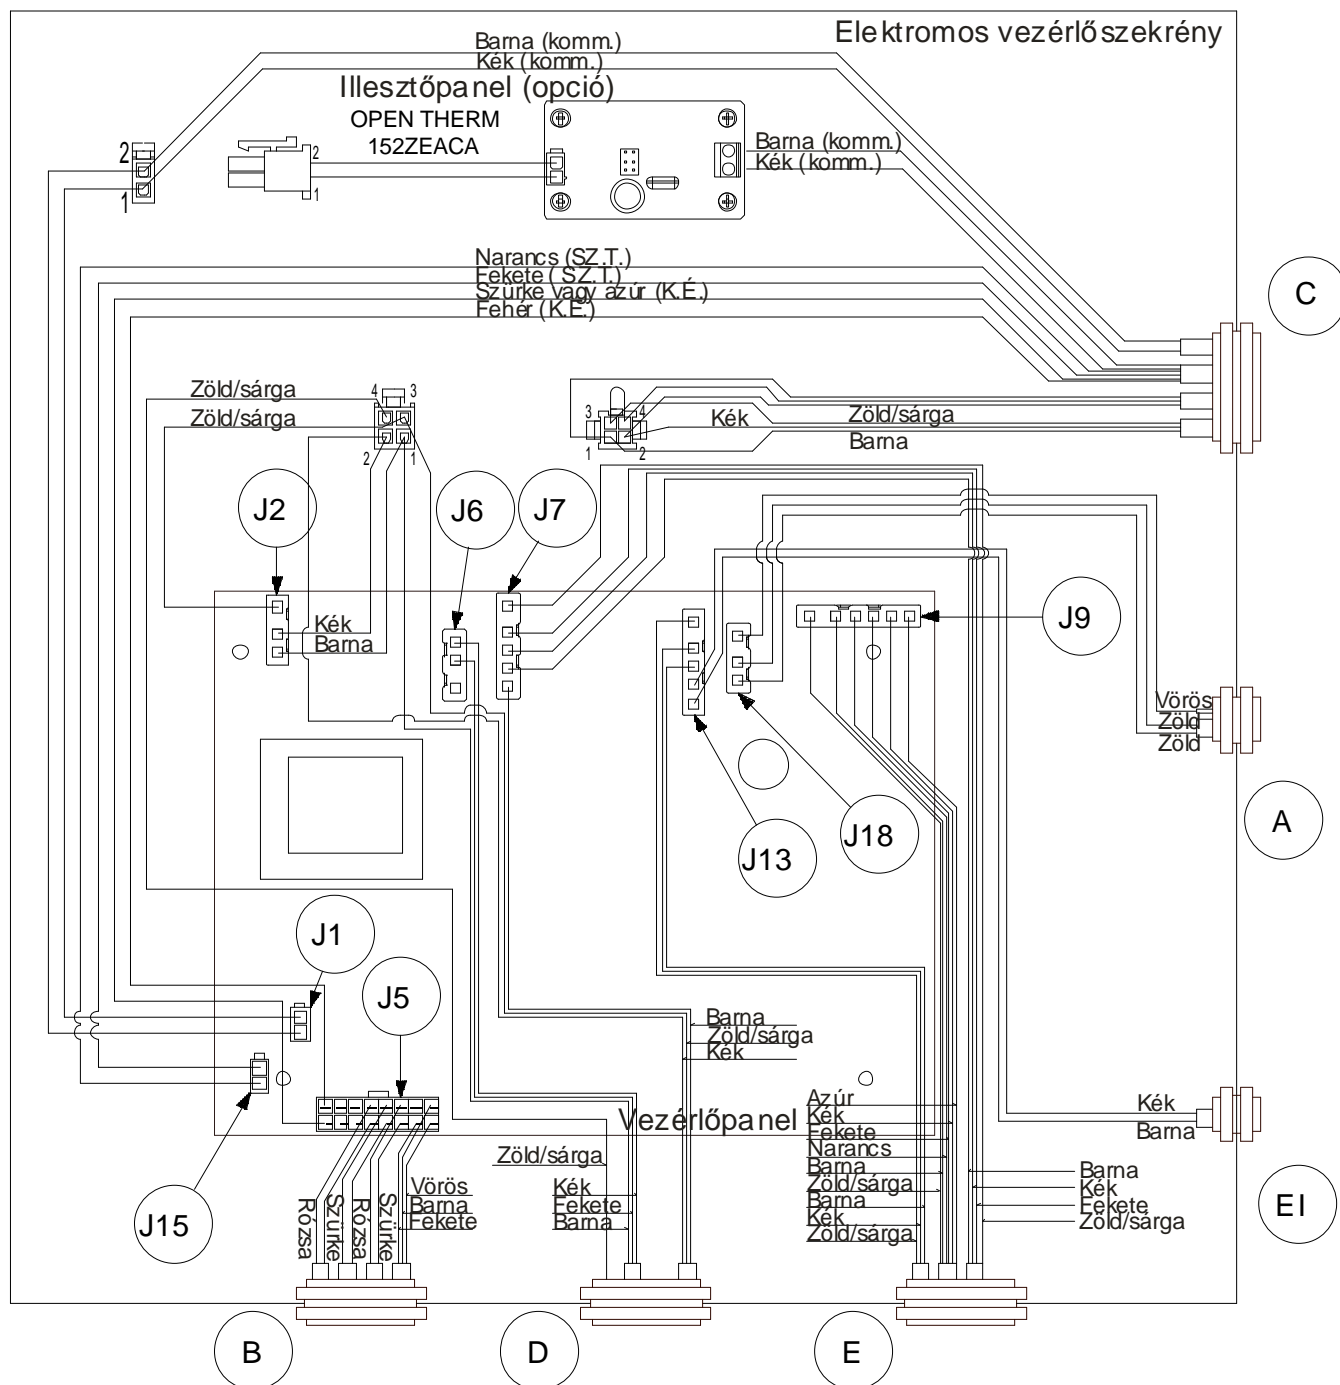 Elektromos vezérlőszekrény
Barna (komm.)
Kék (komm.)
Illesztőpanel (opció)
OPEN THERM
152ZEACA
Barna (komm.)
Kék (komm.)
2
1
2
1
Narancs (SZ.T.)
Fekete ( SZ.T.)
Szürke vagy azúr (K.É.)
Fehér (K.E.)
C
Zöld/sárga
4
3
Zöld/sárga
2
1
3
4
1
2
Kék
Zöld/sárga
Barna
J2
J6
J7
Kék
Barna
J9
Vörös
Zöld
Zöld
A
J13
J18
J1
J5
Barna
Zöld/sárga
Kék
Vezérlőpanel
Azúr
Kék
Fekete
Narancs
Barna
Zöld/sárga
Barna
Kék
Zöld/sárga
Kék
Barna
Zöld/sárga
Kék
Fekete
Barna
Barna
Kék
Fekete
Zöld/sárga
EI
J15
Rózsa
Szürke
Rózsa
Szürke
Vörös
Barna
Fekete
B
D
E